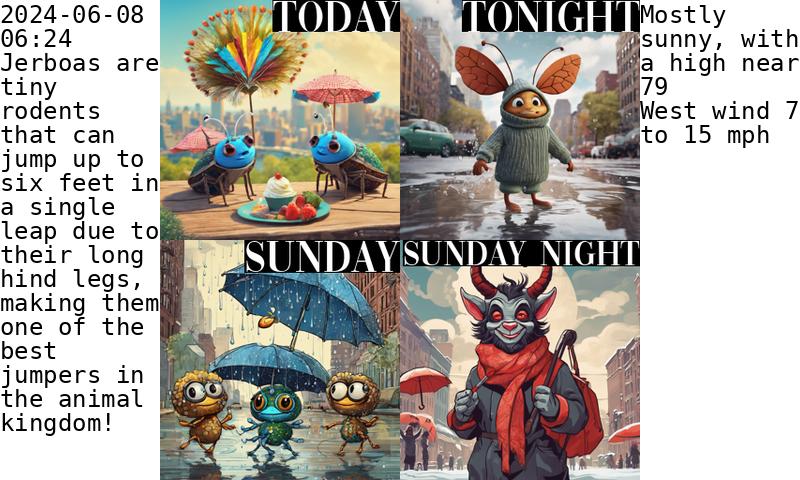 2024-06-08
06:24
Jerboas are
tiny
rodents
that can
jump up to
six feet in
a single
leap due to
their long
hind legs,
making them
one of the
best
jumpers in
the animal
kingdom!
TODAY
TONIGHT
SUNDAY
SUNDAY NIGHT
Mostly
sunny, with
a high near
79
West wind 7
to 15 mph